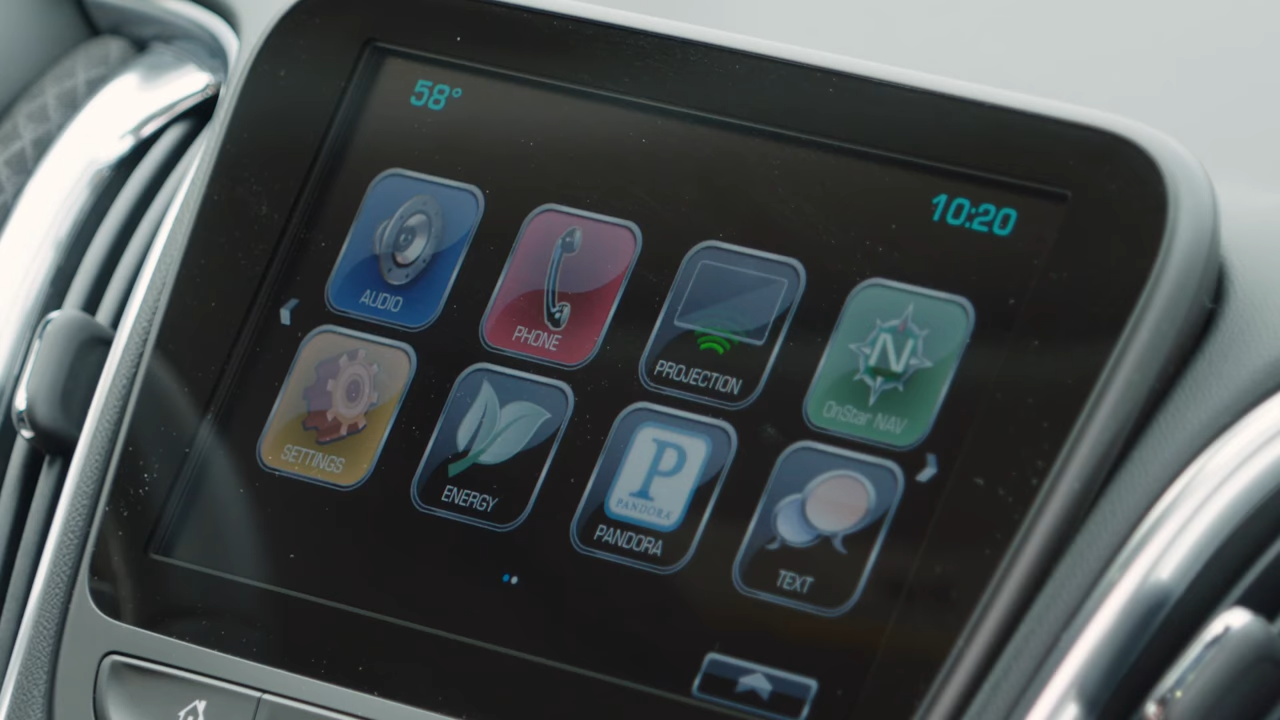 58°
10:20
AUDIO
PHONE
PROJECTION
N
OnStar NAV
SETTINGS
ENERGY
P
PANDORA
PANDORA
TEXT